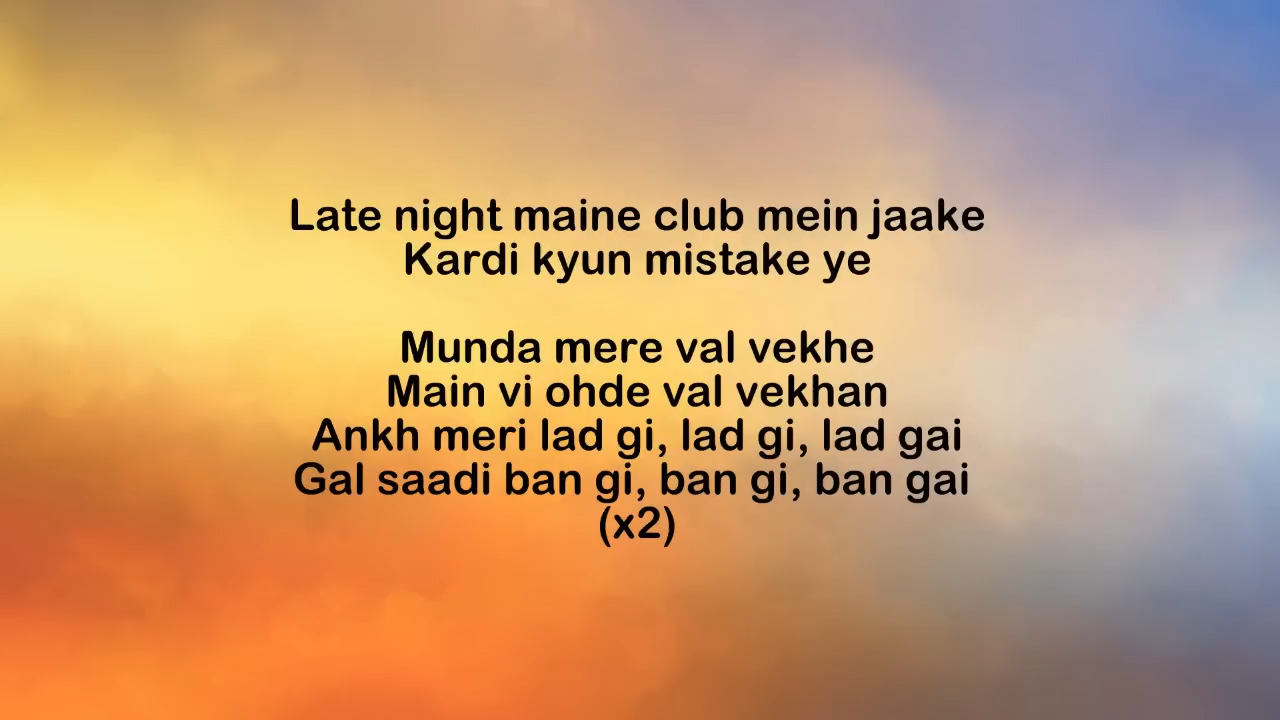 Late night maine club mein jaake
Kardi kyun mistake ye
Munda mere val vekhe
Main vi ohde val vekhan
Ankh meri lad gi, lad gi, lad gai
Gal saadi ban gi, ban gi, ban gai
(x2)